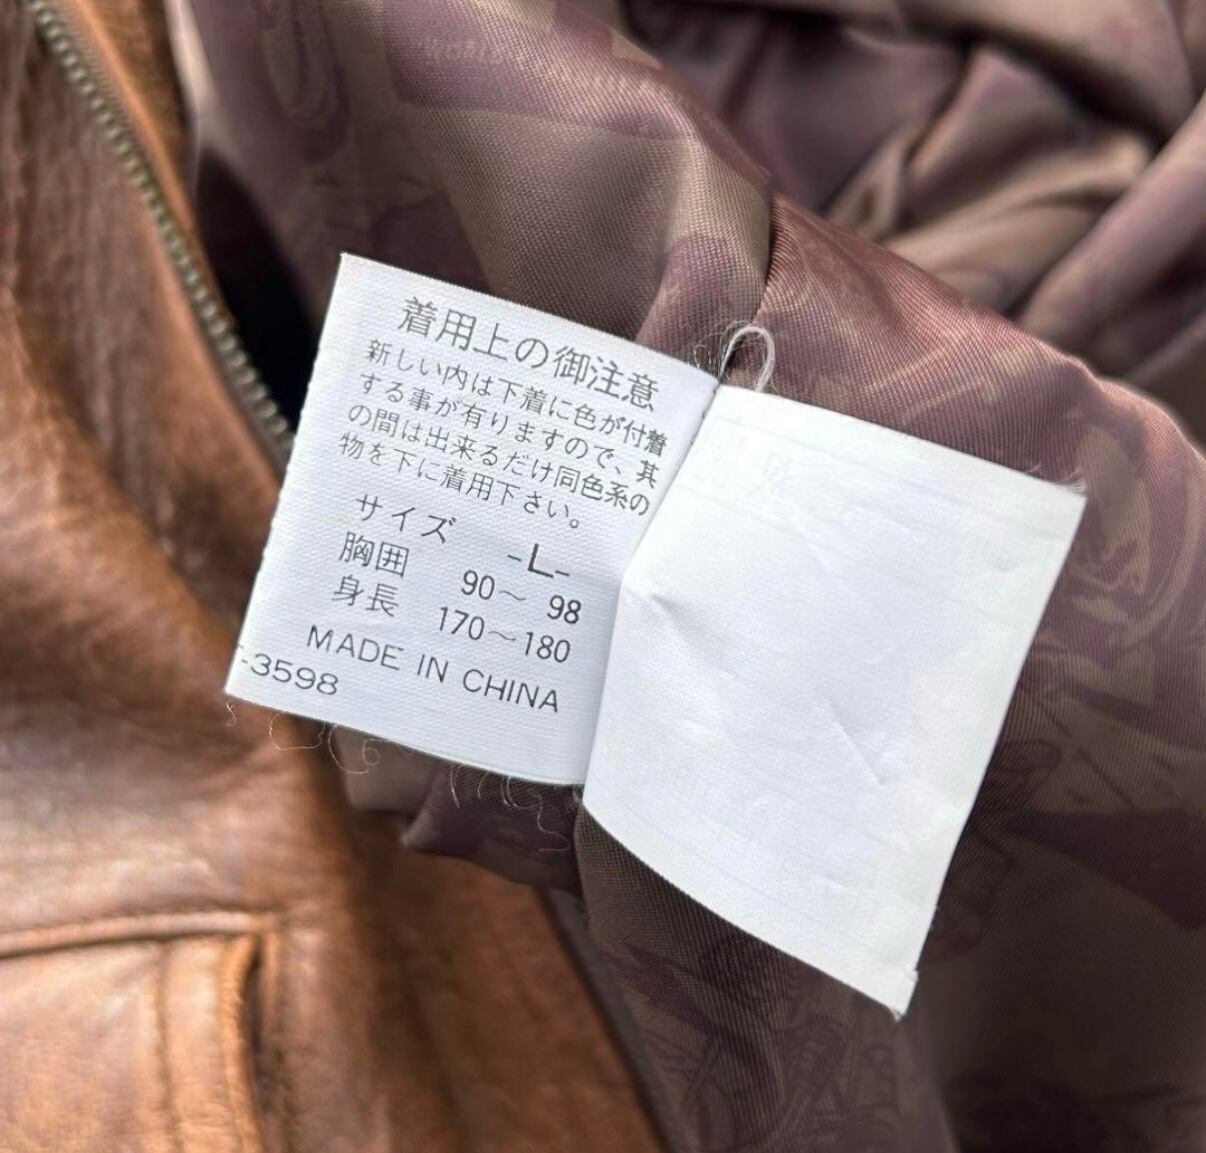 着用上の御注意
新しい内は下着に色が付着
する事が有りますので、其
の間は出来るだけ同色系の
物を下に着用下さい。
サイズ -L-
胸囲 90～98
身長 170～180
MADE IN CHINA
-3598